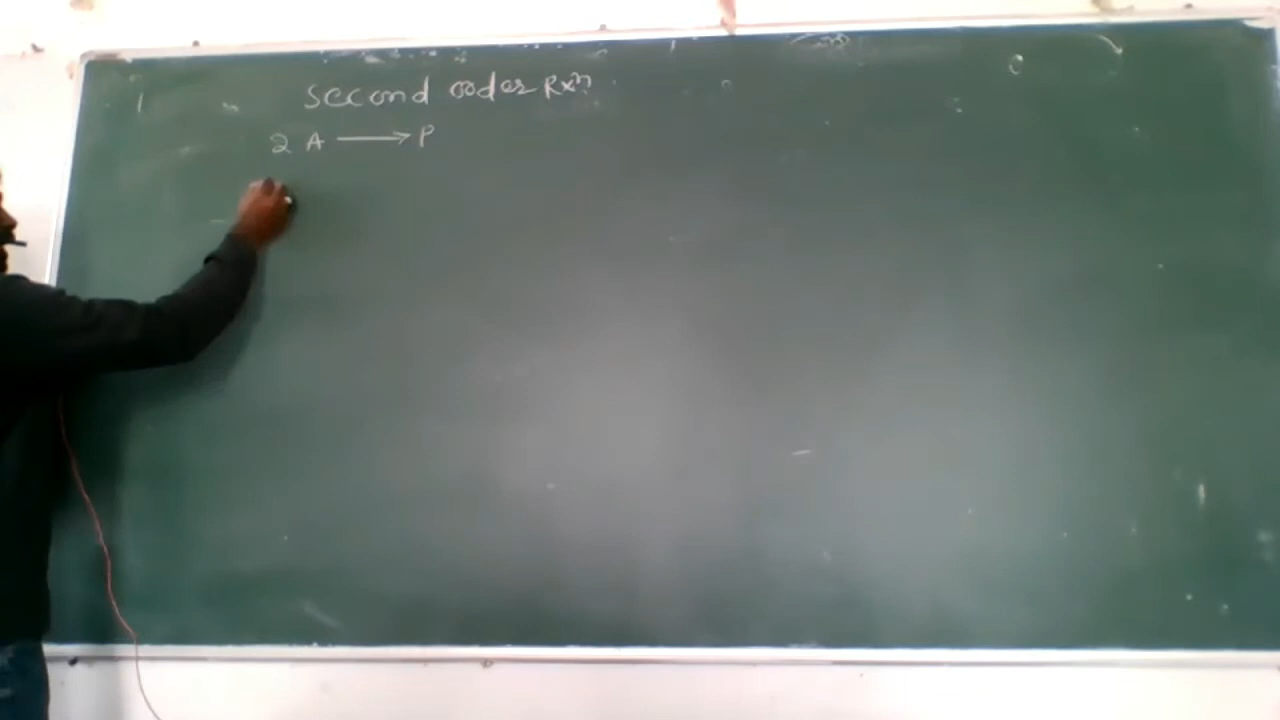 second order Rxn
2 A ⟶ P